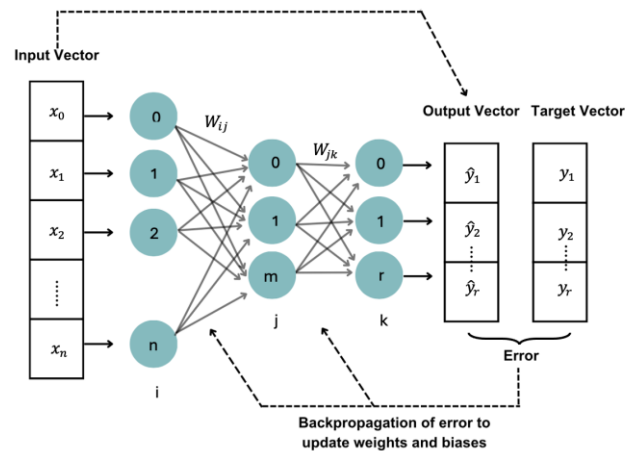 Input Vector
x₀
x₁
x₂
......
xₙ
0
1
2
n
i
Wᵢⱼ
0
1
m
j
Wⱼₖ
0
1
r
k
Output Vector
ŷ₁
ŷ₂
......
ŷᵣ
Target Vector
y₁
y₂
......
yᵣ
Error
Backpropagation of error to
update weights and biases